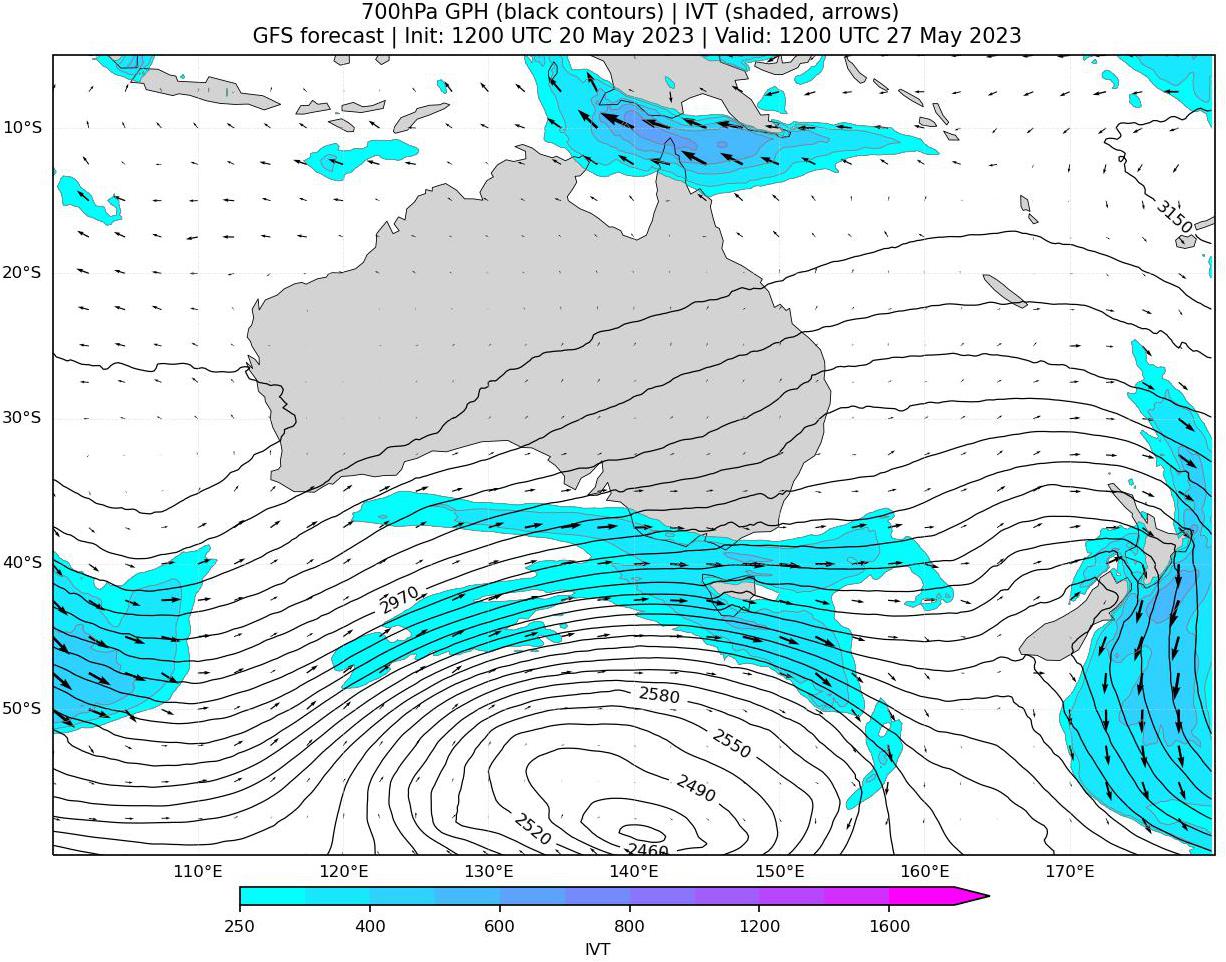 700hPa GPH (black contours) | IVT (shaded, arrows)
GFS forecast | Init: 1200 UTC 20 May 2023 | Valid: 1200 UTC 27 May 2023
10°S
3150
20°S
30°S
40°S
2970
2580
50°S
2550
2490
2520
2460
110°E 120°E 130°E 140°E 150°E 160°E 170°E
250 400 600 800 1200 1600
IVT